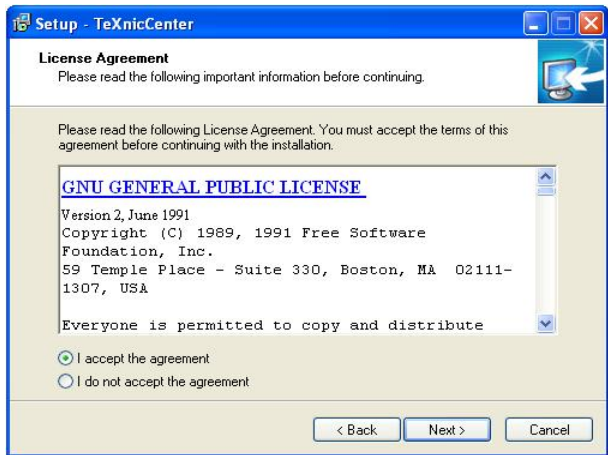 Setup - TeXnicCenter
License Agreement
Please read the following important information before continuing.
Please read the following License Agreement. You must accept the terms of this
agreement before continuing with the installation.
GNU GENERAL PUBLIC LICENSE
Version 2, June 1991
Copyright (C) 1989, 1991 Free Software
Foundation, Inc.
59 Temple Place - Suite 330, Boston, MA  02111-
1307, USA
Everyone is permitted to copy and distribute
I accept the agreement
I do not accept the agreement
< Back Next > Cancel